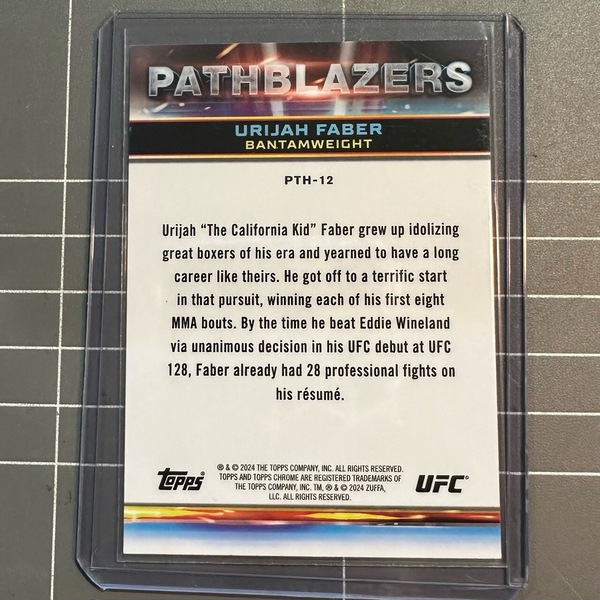 PATHBLAZERS
URIJAH FABER
BANTAMWEIGHT
PTH-12
Urijah “The California Kid” Faber grew up idolizing
great boxers of his era and yearned to have a long
career like theirs. He got off to a terrific start
in that pursuit, winning each of his first eight
MMA bouts. By the time he beat Eddie Wineland
via unanimous decision in his UFC debut at UFC
128, Faber already had 28 professional fights on
his résumé.
® & © 2024 THE TOPPS COMPANY, INC. ALL RIGHTS RESERVED.
TOPPS AND TOPPS CHROME ARE REGISTERED TRADEMARKS OF
THE TOPPS COMPANY, INC. TM, ® & © 2024 ZUFFA,
LLC. ALL RIGHTS RESERVED.
Topps®
UFC®